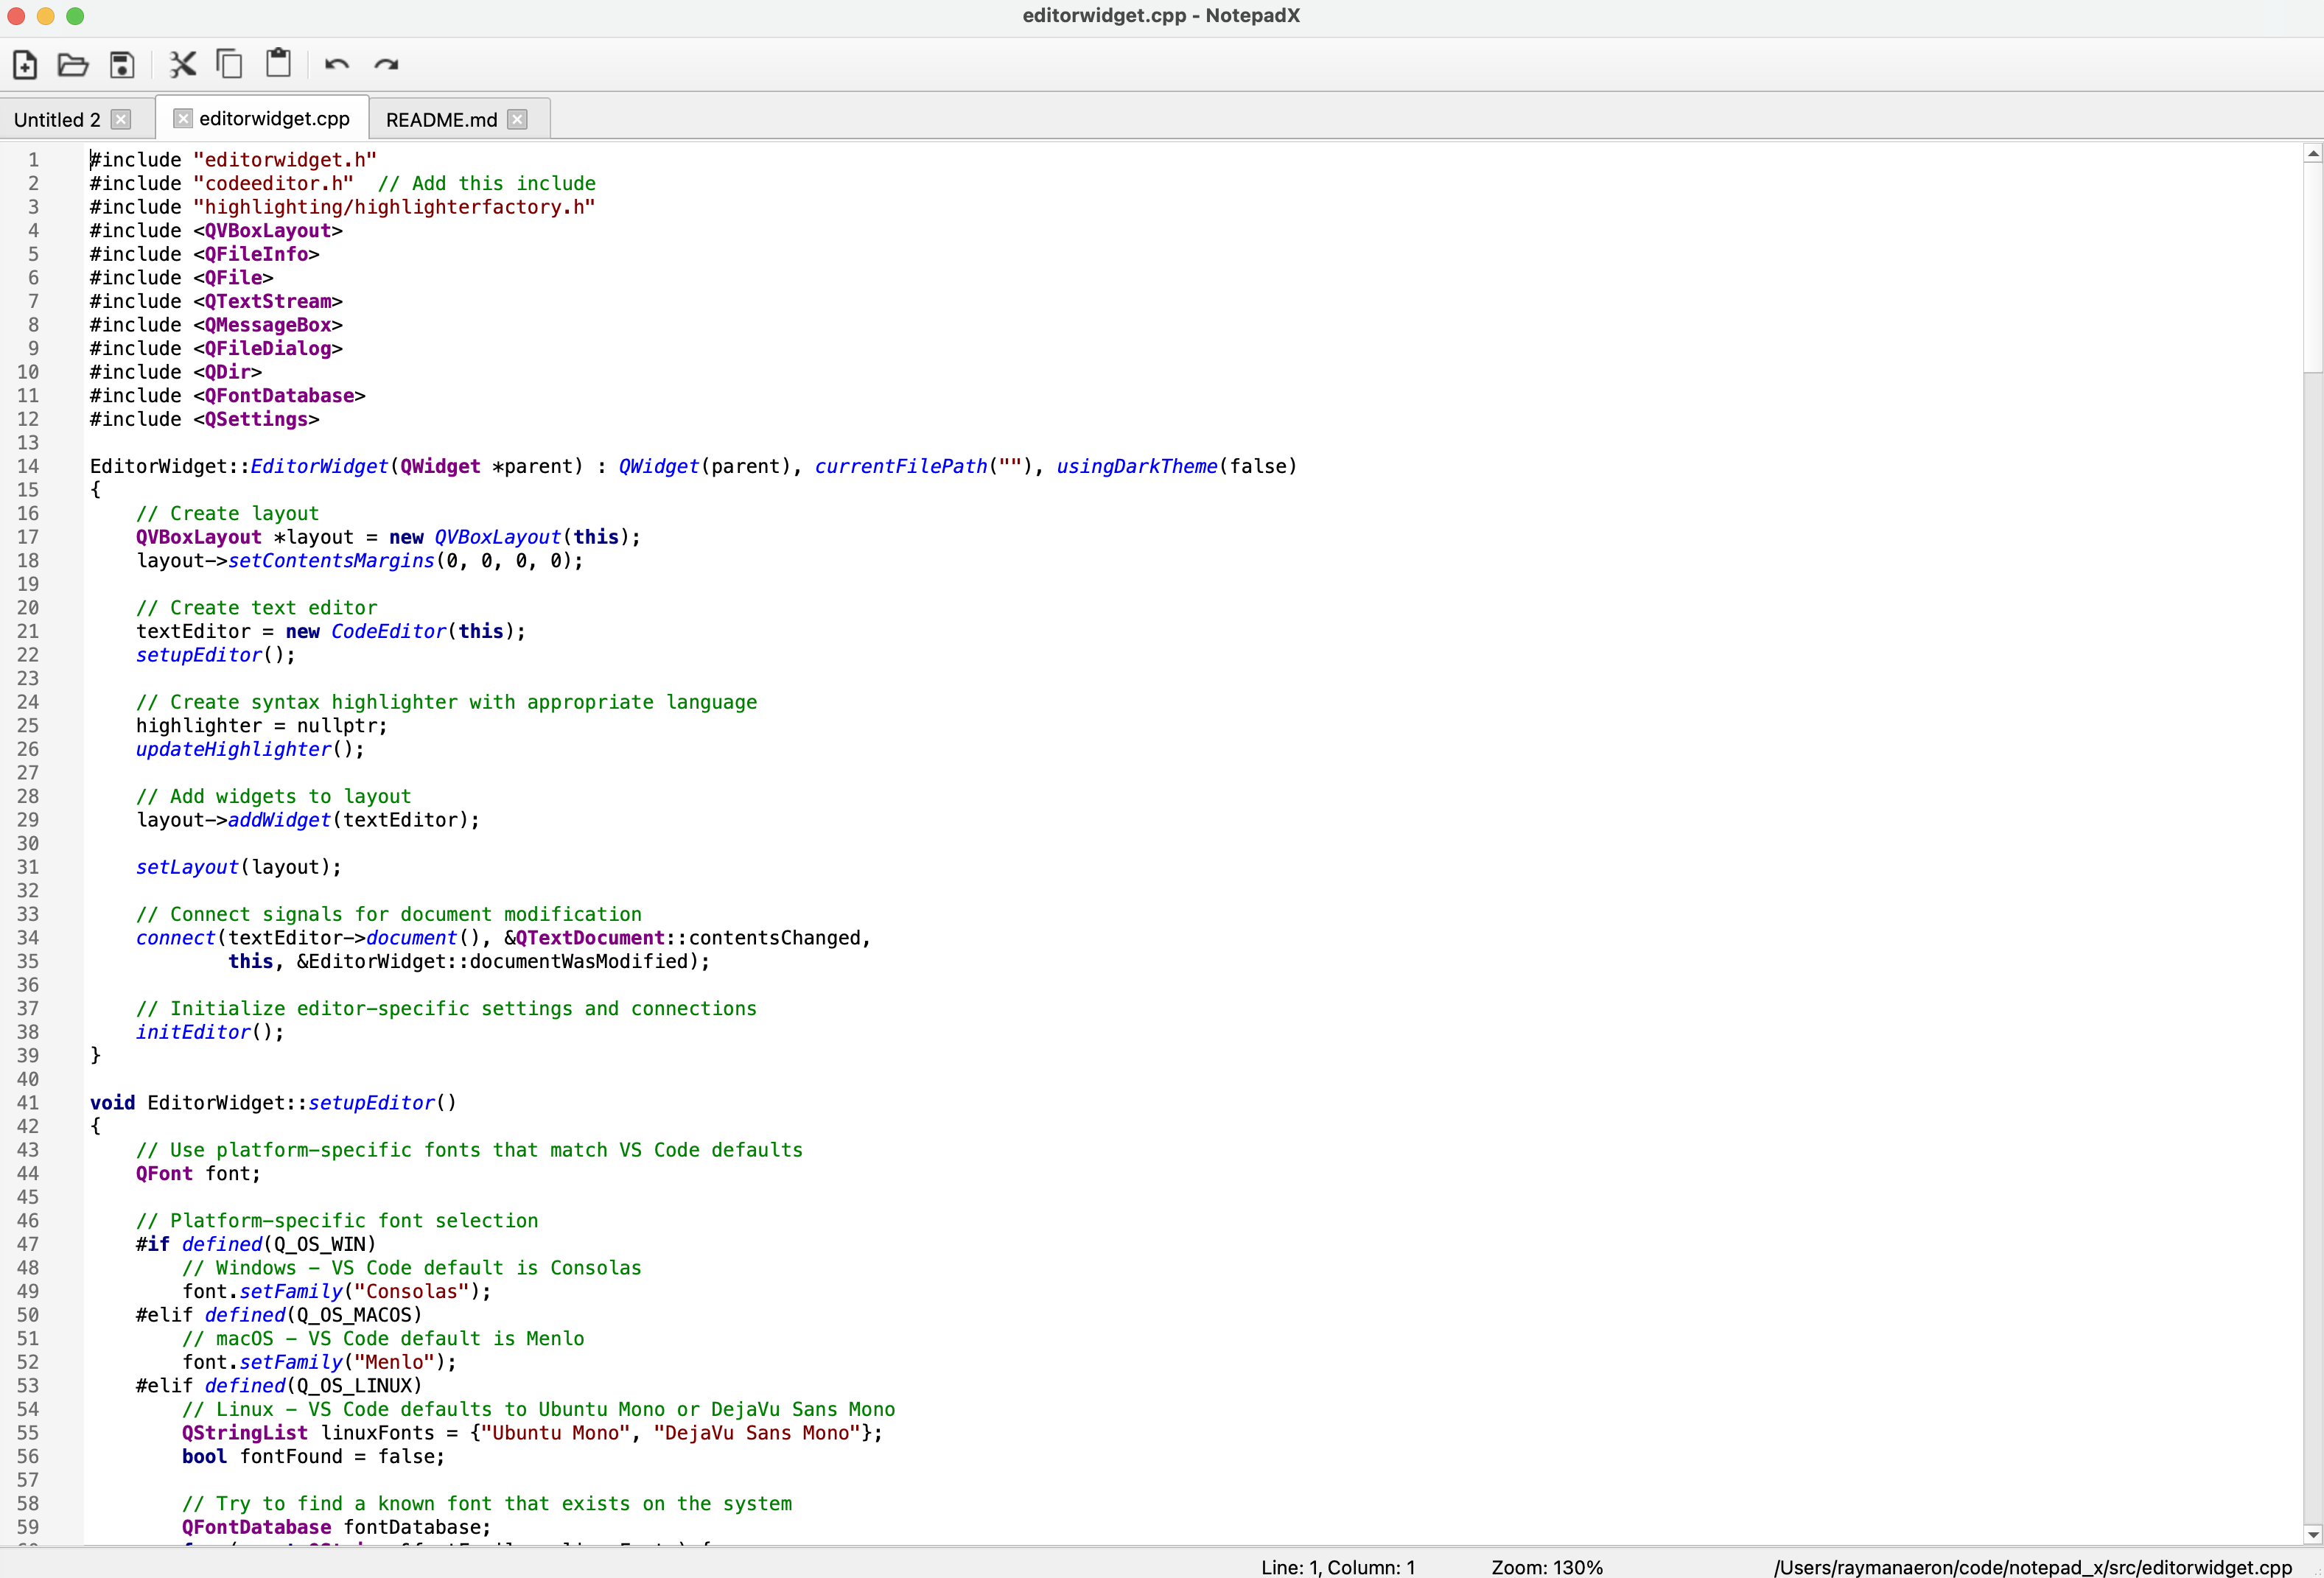 editorwidget.cpp - NotepadX
Untitled 2 editorwidget.cpp README.md
1 #include "editorwidget.h"
2 #include "codeeditor.h"  // Add this include
3 #include "highlighting/highlighterfactory.h"
4 #include <QVBoxLayout>
5 #include <QFileInfo>
6 #include <QFile>
7 #include <QTextStream>
8 #include <QMessageBox>
9 #include <QFileDialog>
10 #include <QDir>
11 #include <QFontDatabase>
12 #include <QSettings>
13
14 EditorWidget::EditorWidget(QWidget *parent) : QWidget(parent), currentFilePath(""), usingDarkTheme(false)
15 {
16     // Create layout
17     QVBoxLayout *layout = new QVBoxLayout(this);
18     layout->setContentsMargins(0, 0, 0, 0);
19
20     // Create text editor
21     textEditor = new CodeEditor(this);
22     setupEditor();
23
24     // Create syntax highlighter with appropriate language
25     highlighter = nullptr;
26     updateHighlighter();
27
28     // Add widgets to layout
29     layout->addWidget(textEditor);
30
31     setLayout(layout);
32
33     // Connect signals for document modification
34     connect(textEditor->document(), &QTextDocument::contentsChanged,
35             this, &EditorWidget::documentWasModified);
36
37     // Initialize editor-specific settings and connections
38     initEditor();
39 }
40
41 void EditorWidget::setupEditor()
42 {
43     // Use platform-specific fonts that match VS Code defaults
44     QFont font;
45
46     // Platform-specific font selection
47     #if defined(Q_OS_WIN)
48         // Windows - VS Code default is Consolas
49         font.setFamily("Consolas");
50     #elif defined(Q_OS_MACOS)
51         // macOS - VS Code default is Menlo
52         font.setFamily("Menlo");
53     #elif defined(Q_OS_LINUX)
54         // Linux - VS Code defaults to Ubuntu Mono or DejaVu Sans Mono
55         QStringList linuxFonts = {"Ubuntu Mono", "DejaVu Sans Mono"};
56         bool fontFound = false;
57
58         // Try to find a known font that exists on the system
59         QFontDatabase fontDatabase;
Line: 1, Column: 1 Zoom: 130% /Users/raymanaeron/code/notepad_x/src/editorwidget.cpp